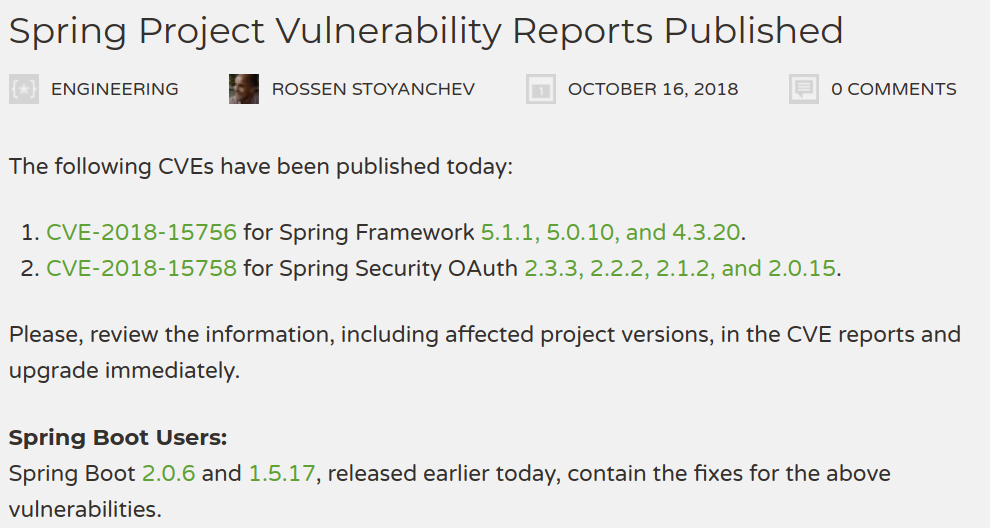 Spring Project Vulnerability Reports Published
ENGINEERING ROSSEN STOYANCHEV OCTOBER 16, 2018 0 COMMENTS
The following CVEs have been published today:
1. CVE-2018-15756 for Spring Framework 5.1.1, 5.0.10, and 4.3.20.
2. CVE-2018-15758 for Spring Security OAuth 2.3.3, 2.2.2, 2.1.2, and 2.0.15.
Please, review the information, including affected project versions, in the CVE reports and
upgrade immediately.
Spring Boot Users:
Spring Boot 2.0.6 and 1.5.17, released earlier today, contain the fixes for the above
vulnerabilities.